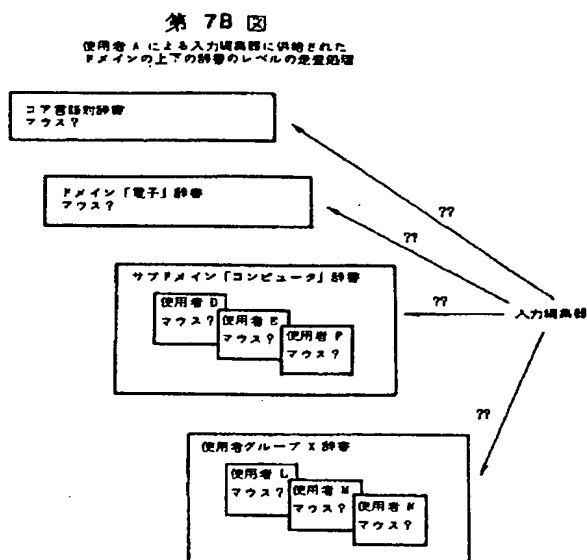 第 7B 図
使用者 A による入力編集器に供給された
ドメインの上下の辞書のレベルの走査処理
コア言語対辞書
マウス?
ドメイン「電子」辞書
マウス?
サブドメイン「コンピュータ」辞書
使用者 D
マウス?
使用者 E
マウス?
使用者 F
マウス?
使用者グループ X 辞書
使用者 L
マウス?
使用者 M
マウス?
使用者 N
マウス?
??
??
??
??
入力編集器